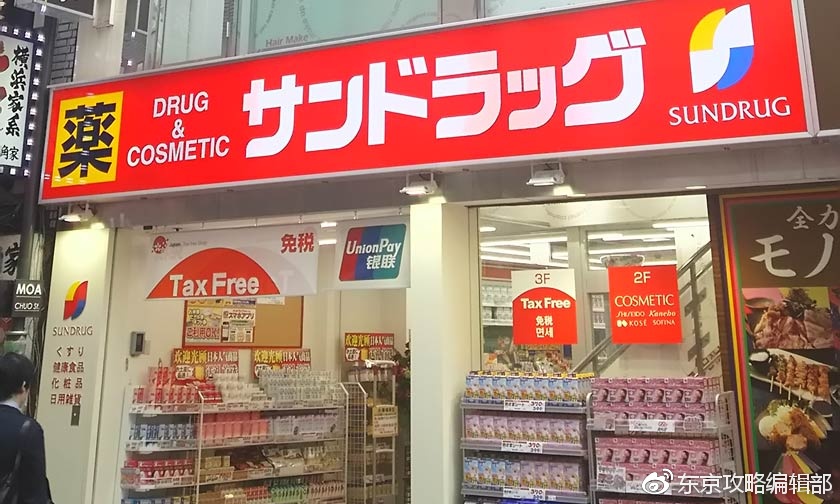 Hair Make
横浜家系
薬
DRUG
&
COSMETIC
サンドラッグ
SUNDRUG
MOA
CHUO St.
Tax Free
免税
UnionPay
银联
SUNDRUG
くすり
健康食品
化粧品
日用雑貨
3F
Tax Free
免税
면세
2F
COSMETIC
SHISEIDO Kanebo
KOSÉ SOFINA
全力
モノ
@东京攻略编辑部